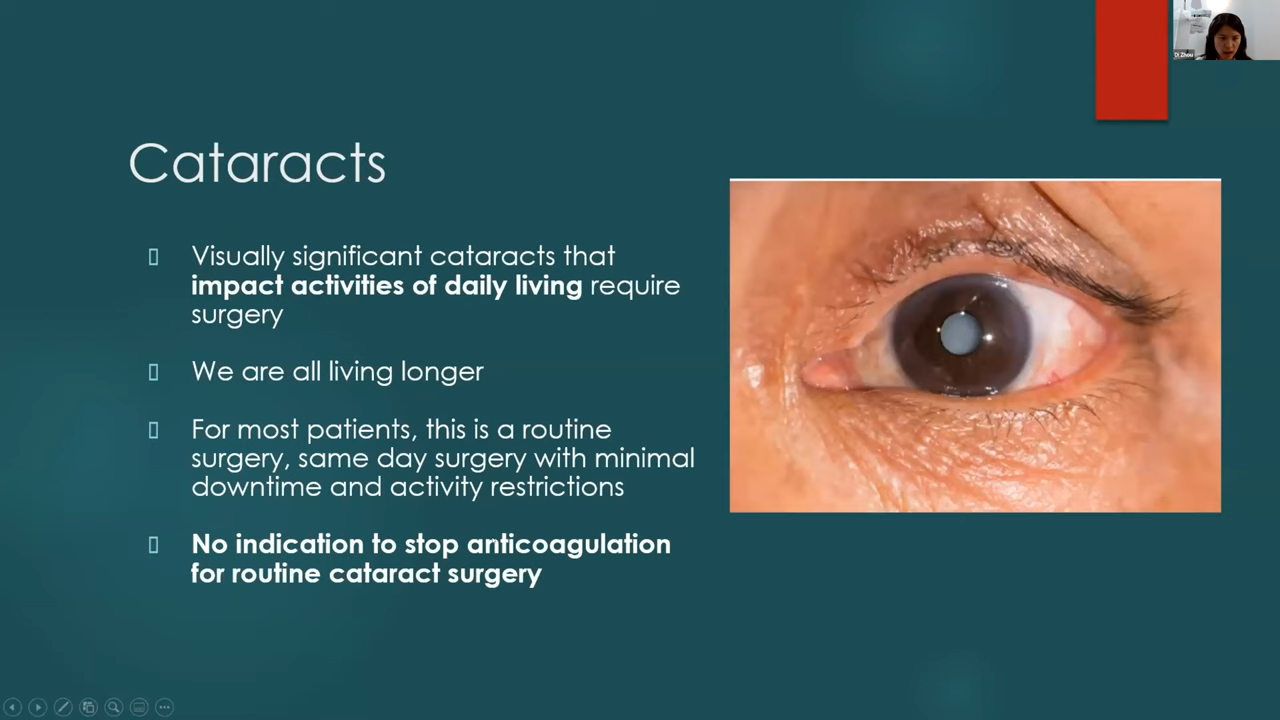 Di Zhou
Cataracts
Visually significant cataracts that
impact activities of daily living require
surgery
We are all living longer
For most patients, this is a routine
surgery, same day surgery with minimal
downtime and activity restrictions
No indication to stop anticoagulation
for routine cataract surgery